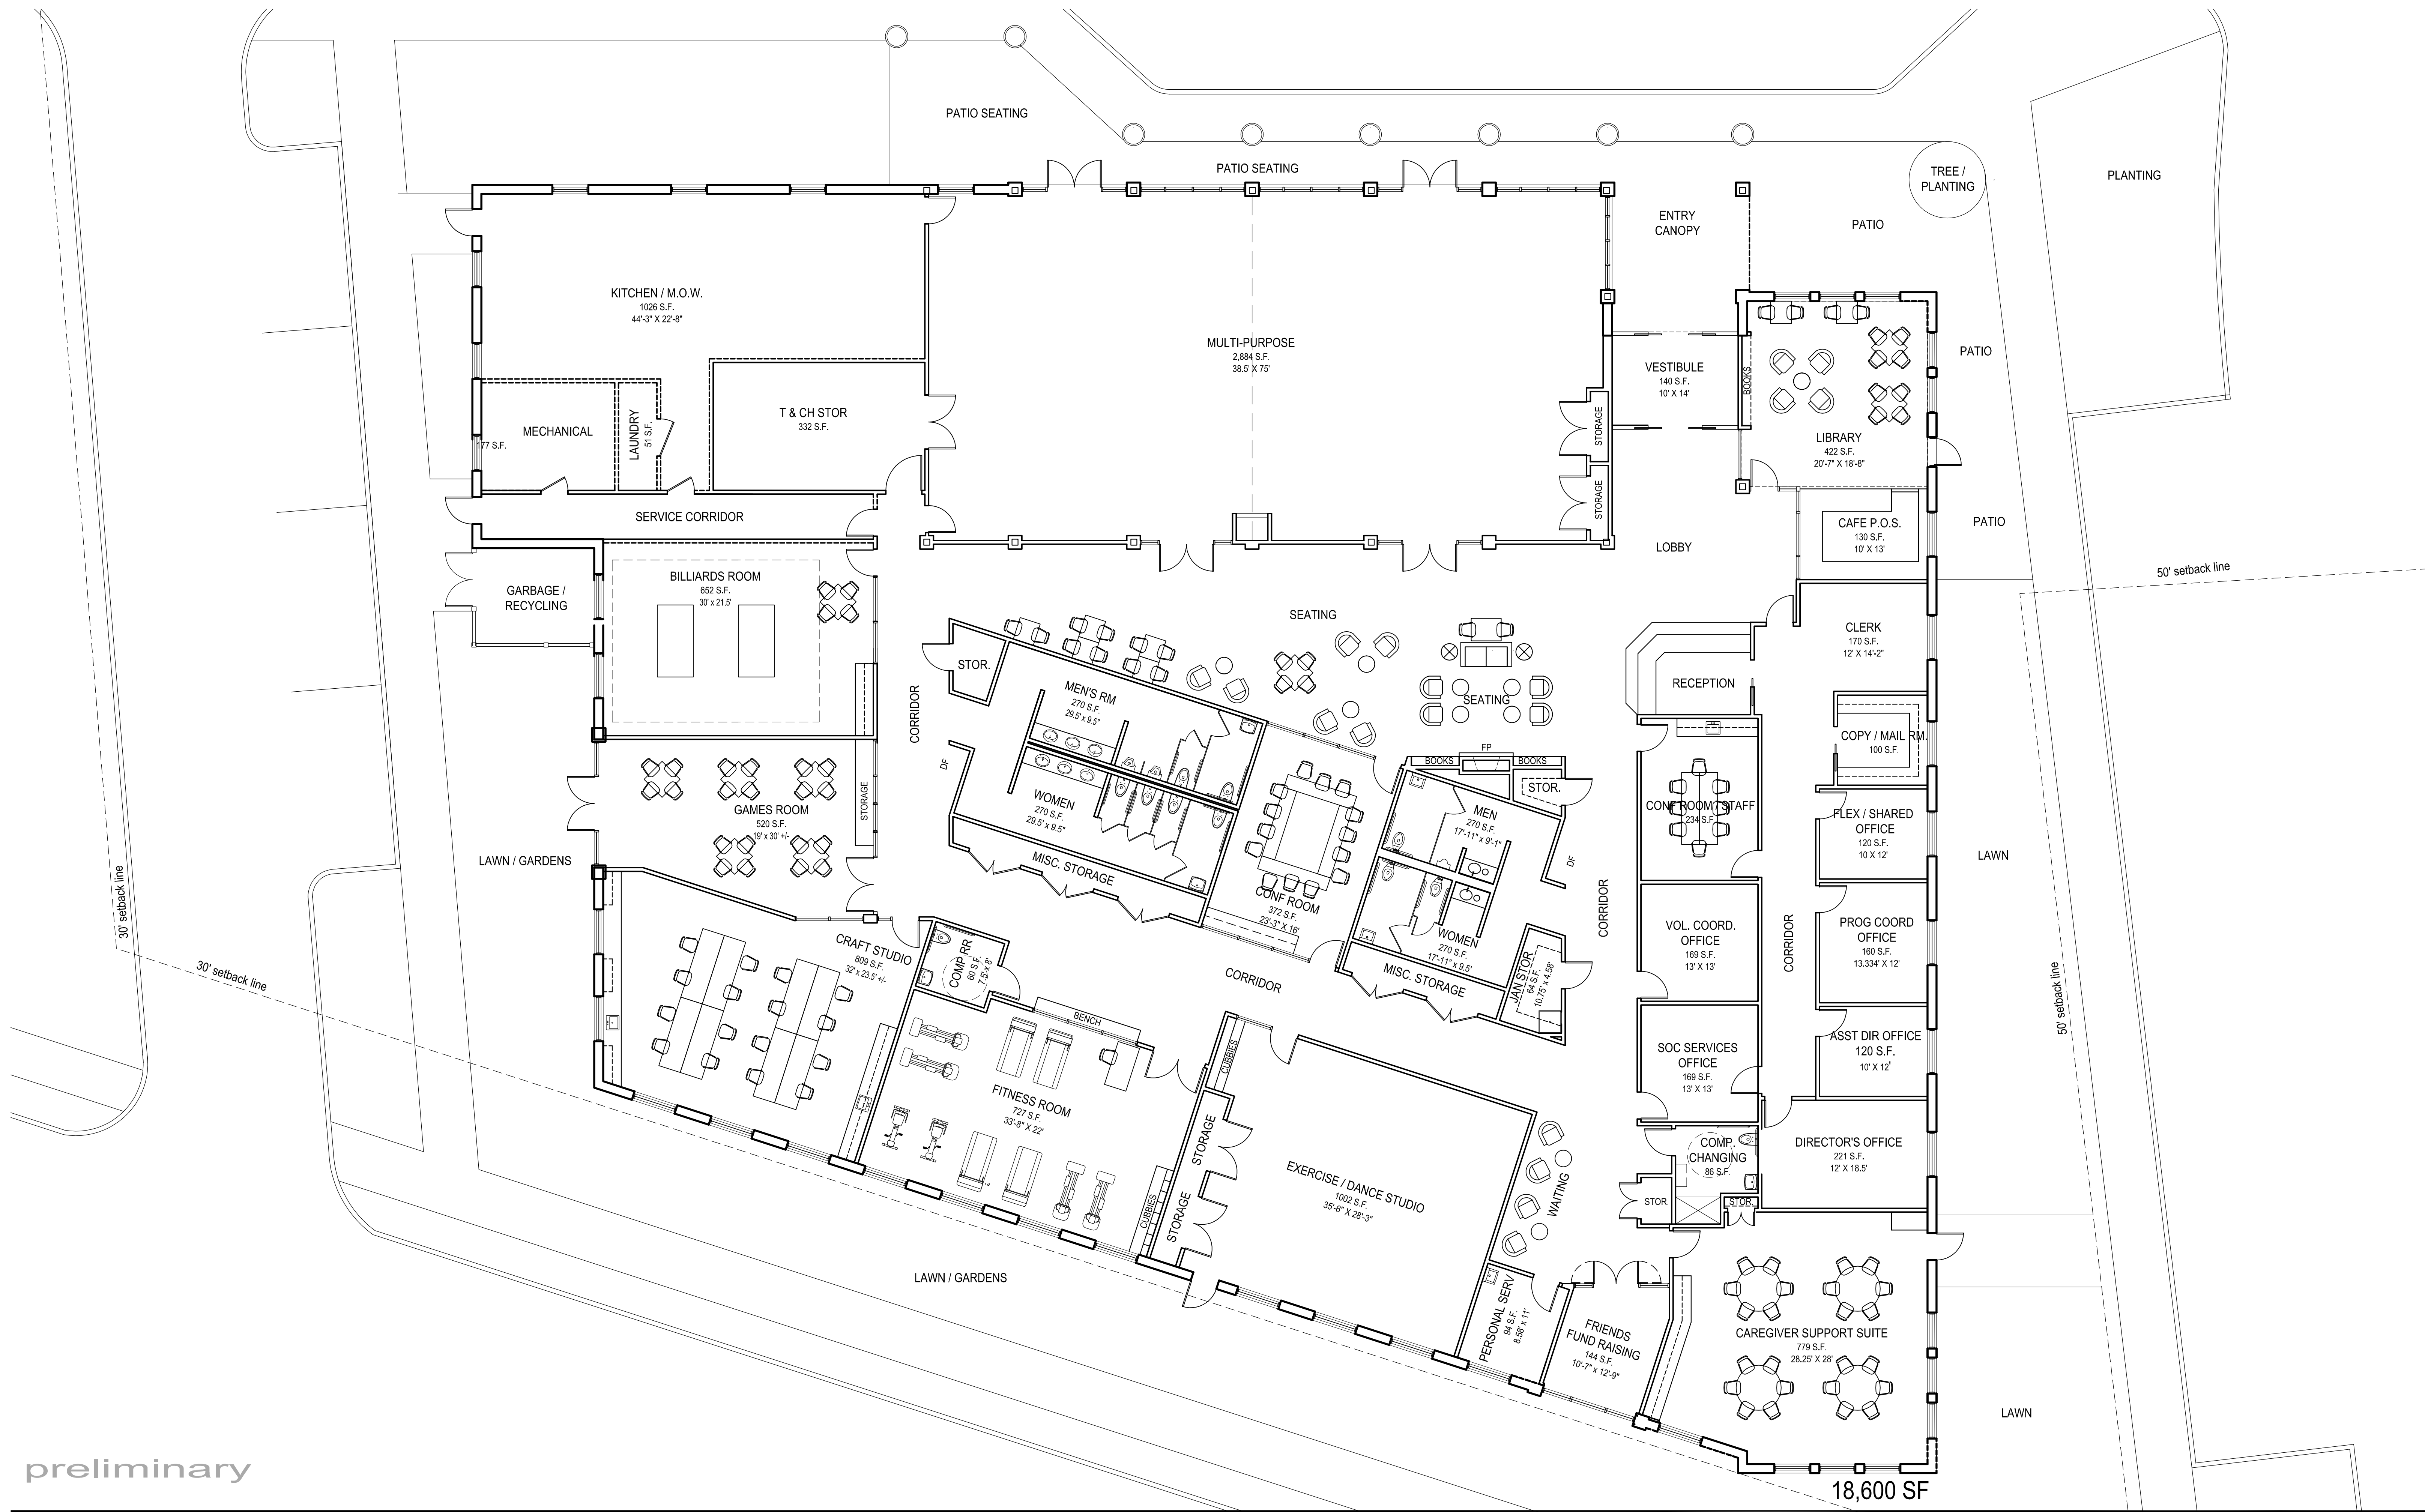 PATIO SEATING
PATIO SEATING
TREE /
PLANTING
PLANTING
ENTRY
CANOPY
PATIO
KITCHEN / M.O.W.
1026 S.F.
44'-3" X 22'-8"
MULTI-PURPOSE
2,884 S.F.
38.5' X 75'
VESTIBULE
140 S.F.
10' X 14'
BOOKS
PATIO
MECHANICAL
177 S.F.
LAUNDRY
51 S.F.
T & CH STOR
332 S.F.
STORAGE
STORAGE
LIBRARY
422 S.F.
20'-7" X 18'-8"
SERVICE CORRIDOR
LOBBY
CAFE P.O.S.
130 S.F.
10' X 13'
PATIO
50' setback line
GARBAGE /
RECYCLING
BILLIARDS ROOM
652 S.F.
30' x 21.5'
SEATING
CLERK
170 S.F.
12' X 14'-2"
STOR.
CORRIDOR
MEN'S RM
270 S.F.
29.5' x 9.5"
SEATING
RECEPTION
DF
FP
BOOKS
BOOKS
STOR.
COPY / MAIL RM.
100 S.F.
GAMES ROOM
520 S.F.
19' x 30' +/-
STORAGE
WOMEN
270 S.F.
29.5' x 9.5"
MEN
270 S.F.
17'-11" x 9'-1"
CONF ROOM / STAFF
234 S.F.
FLEX / SHARED
OFFICE
120 S.F.
10 X 12'
LAWN / GARDENS
MISC. STORAGE
DF
LAWN
30' setback line
CONF ROOM
372 S.F.
23'-3" X 16'
CORRIDOR
VOL. COORD.
OFFICE
169 S.F.
13' X 13'
CORRIDOR
PROG COORD
OFFICE
160 S.F.
13.334' X 12'
30' setback line
CRAFT STUDIO
809 S.F.
32' x 23.5' +/-
COMP RR
60 S.F.
7.5' x 8'
WOMEN
270 S.F.
17'-11" x 9.5'
CORRIDOR
MISC. STORAGE
JAN STOR.
64 S.F.
10.75' x 4.58'
50' setback line
BENCH
CUBBIES
SOC SERVICES
OFFICE
169 S.F.
13' X 13'
ASST DIR OFFICE
120 S.F.
10' X 12'
FITNESS ROOM
727 S.F.
33'-8" X 22'
STORAGE
STORAGE
CUBBIES
EXERCISE / DANCE STUDIO
1002 S.F.
35'-6" X 28'-3"
WAITING
COMP.
CHANGING
86 S.F.
DIRECTOR'S OFFICE
221 S.F.
12' X 18.5'
STOR.
STOR.
LAWN / GARDENS
PERSONAL SERV
94 S.F.
8.58' x 11'
FRIENDS
FUND RAISING
144 S.F.
10'-7" x 12'-9"
CAREGIVER SUPPORT SUITE
779 S.F.
28.25' X 28'
LAWN
preliminary
18,600 SF